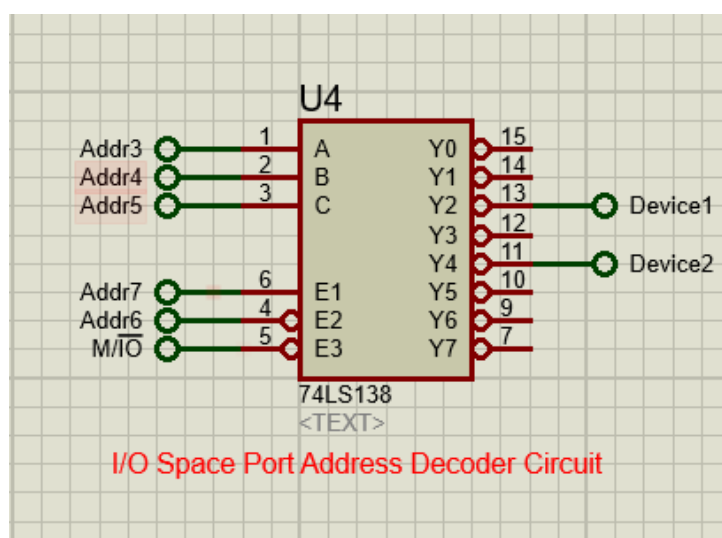 U4
Addr3 1 A Y0 15
Addr4 2 B Y1 14
Addr5 3 C Y2 13 Device1
Y3 12
Y4 11 Device2
Addr7 6 E1 Y5 10
Addr6 4 E2 Y6 9
M/I̅O̅ 5 E3 Y7 7
74LS138
<TEXT>
I/O Space Port Address Decoder Circuit